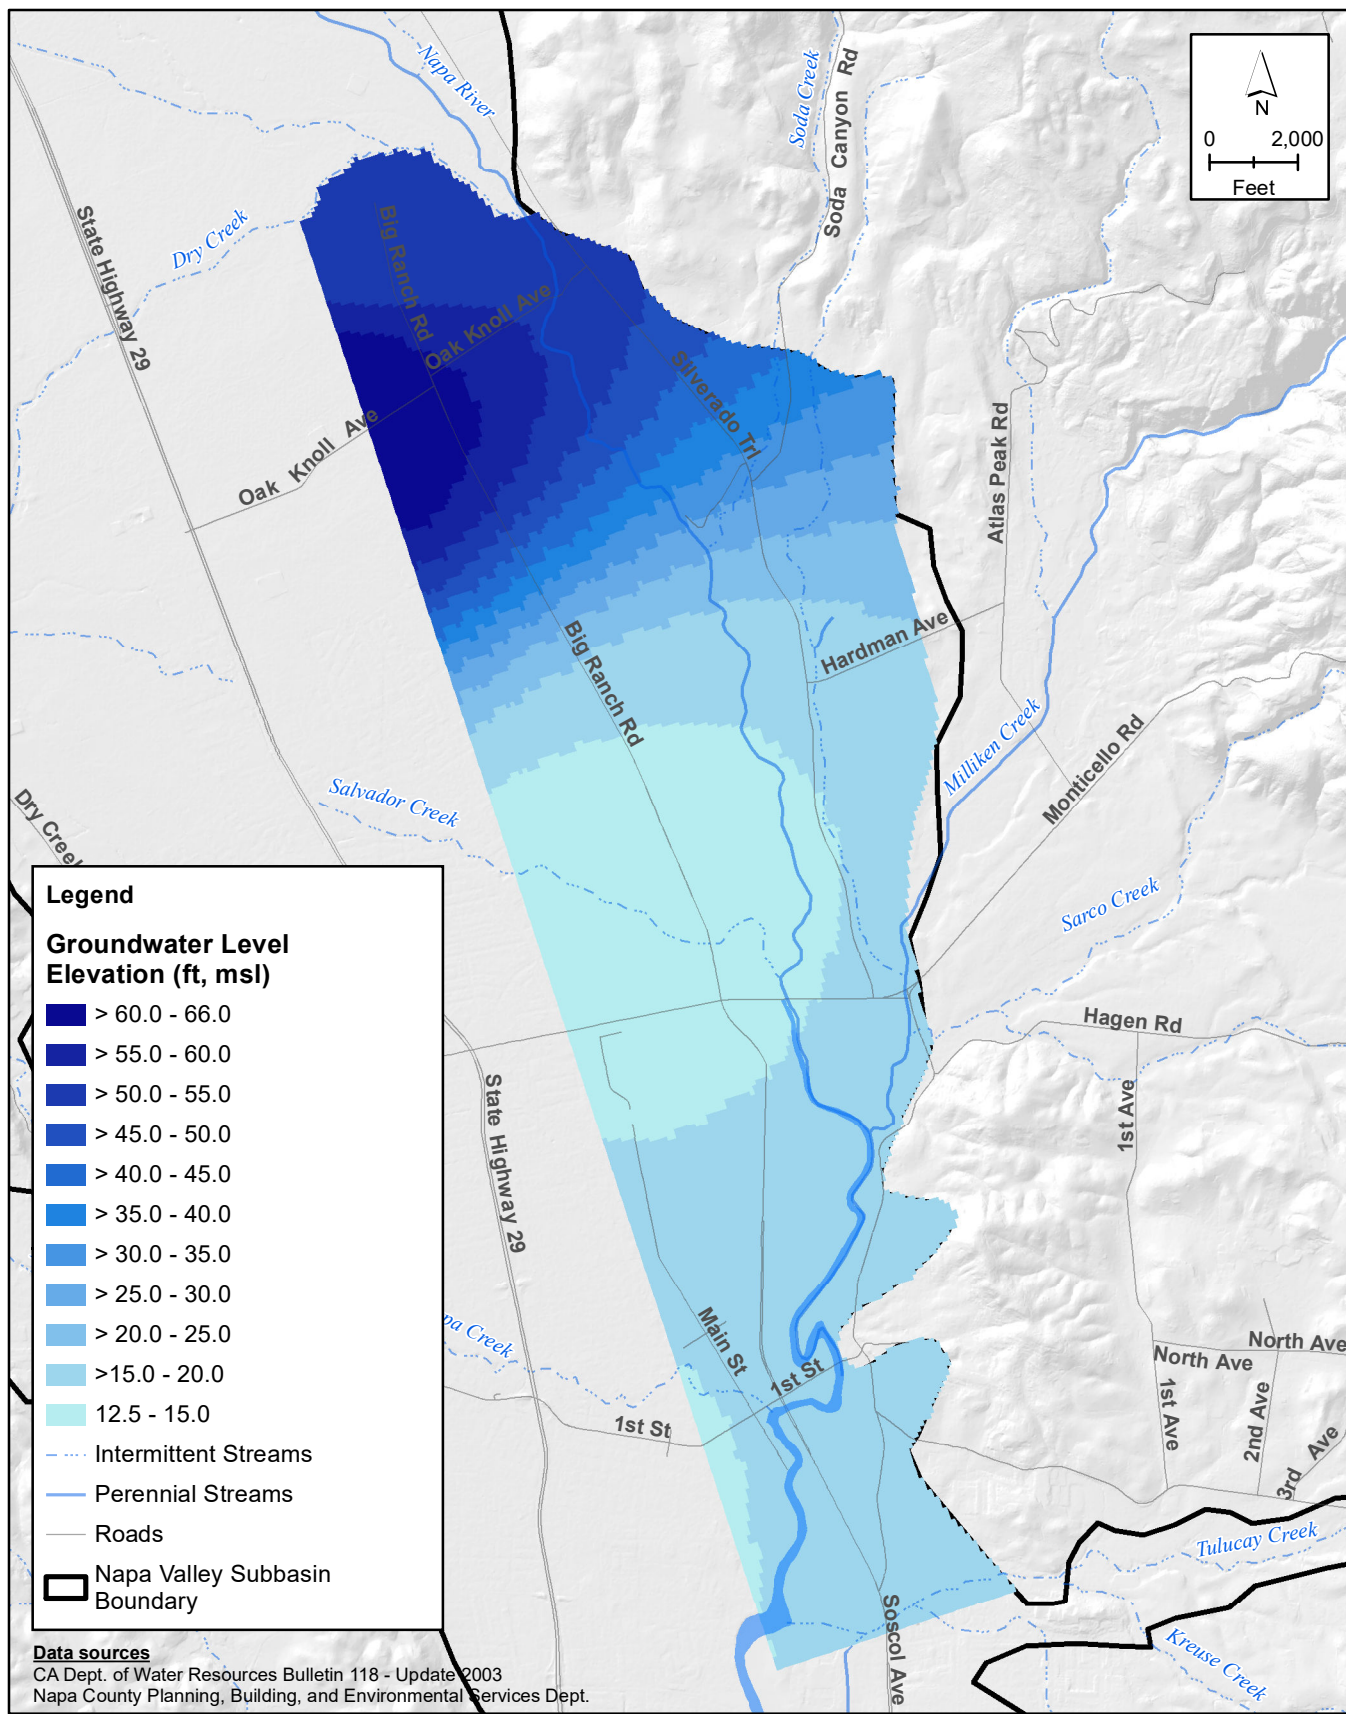 Napa River
Soda Creek
Soda Canyon Rd
N
0 2,000
Feet
State Highway 29
Dry Creek
Big Ranch Rd
Oak Knoll Ave
Silverado Trl
Oak Knoll Ave
Atlas Peak Rd
Big Ranch Rd
Hardman Ave
Milliken Creek
Monticello Rd
Salvador Creek
Dry Creek
Sarco Creek
Hagen Rd
1st Ave
State Highway 29
Main St
1st St
1st St
pa Creek
North Ave
North Ave
1st Ave
2nd Ave
3rd Ave
Tulucay Creek
Kreuse Creek
Soscol Ave
Legend
Groundwater Level
Elevation (ft, msl)
> 60.0 - 66.0
> 55.0 - 60.0
> 50.0 - 55.0
> 45.0 - 50.0
> 40.0 - 45.0
> 35.0 - 40.0
> 30.0 - 35.0
> 25.0 - 30.0
> 20.0 - 25.0
>15.0 - 20.0
12.5 - 15.0
Intermittent Streams
Perennial Streams
Roads
Napa Valley Subbasin
Boundary
Data sources
CA Dept. of Water Resources Bulletin 118 - Update 2003
Napa County Planning, Building, and Environmental Services Dept.